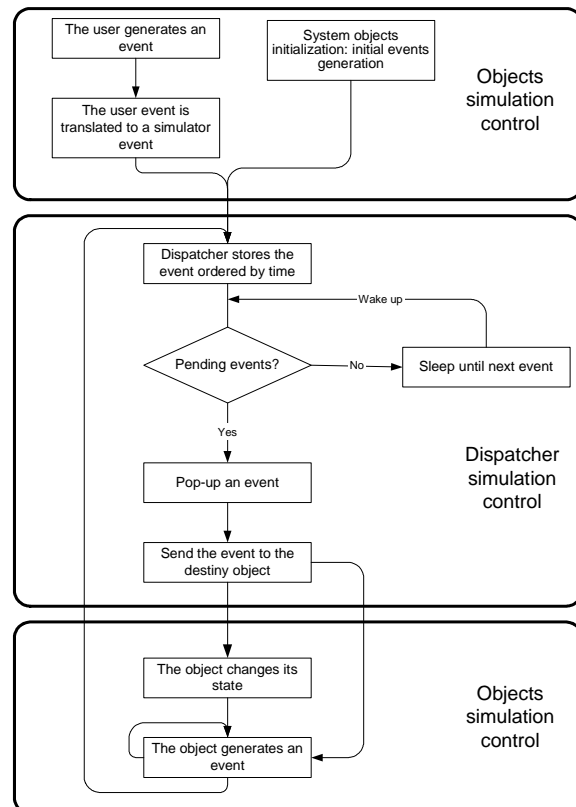 The user generates an
event
System objects
initialization: initial events
generation
The user event is
translated to a simulator
event
Objects
simulation
control
Dispatcher stores the
event ordered by time
Wake up
Pending events?
No
Sleep until next event
Yes
Pop-up an event
Dispatcher
simulation
control
Send the event to the
destiny object
The object changes its
state
Objects
simulation
control
The object generates an
event